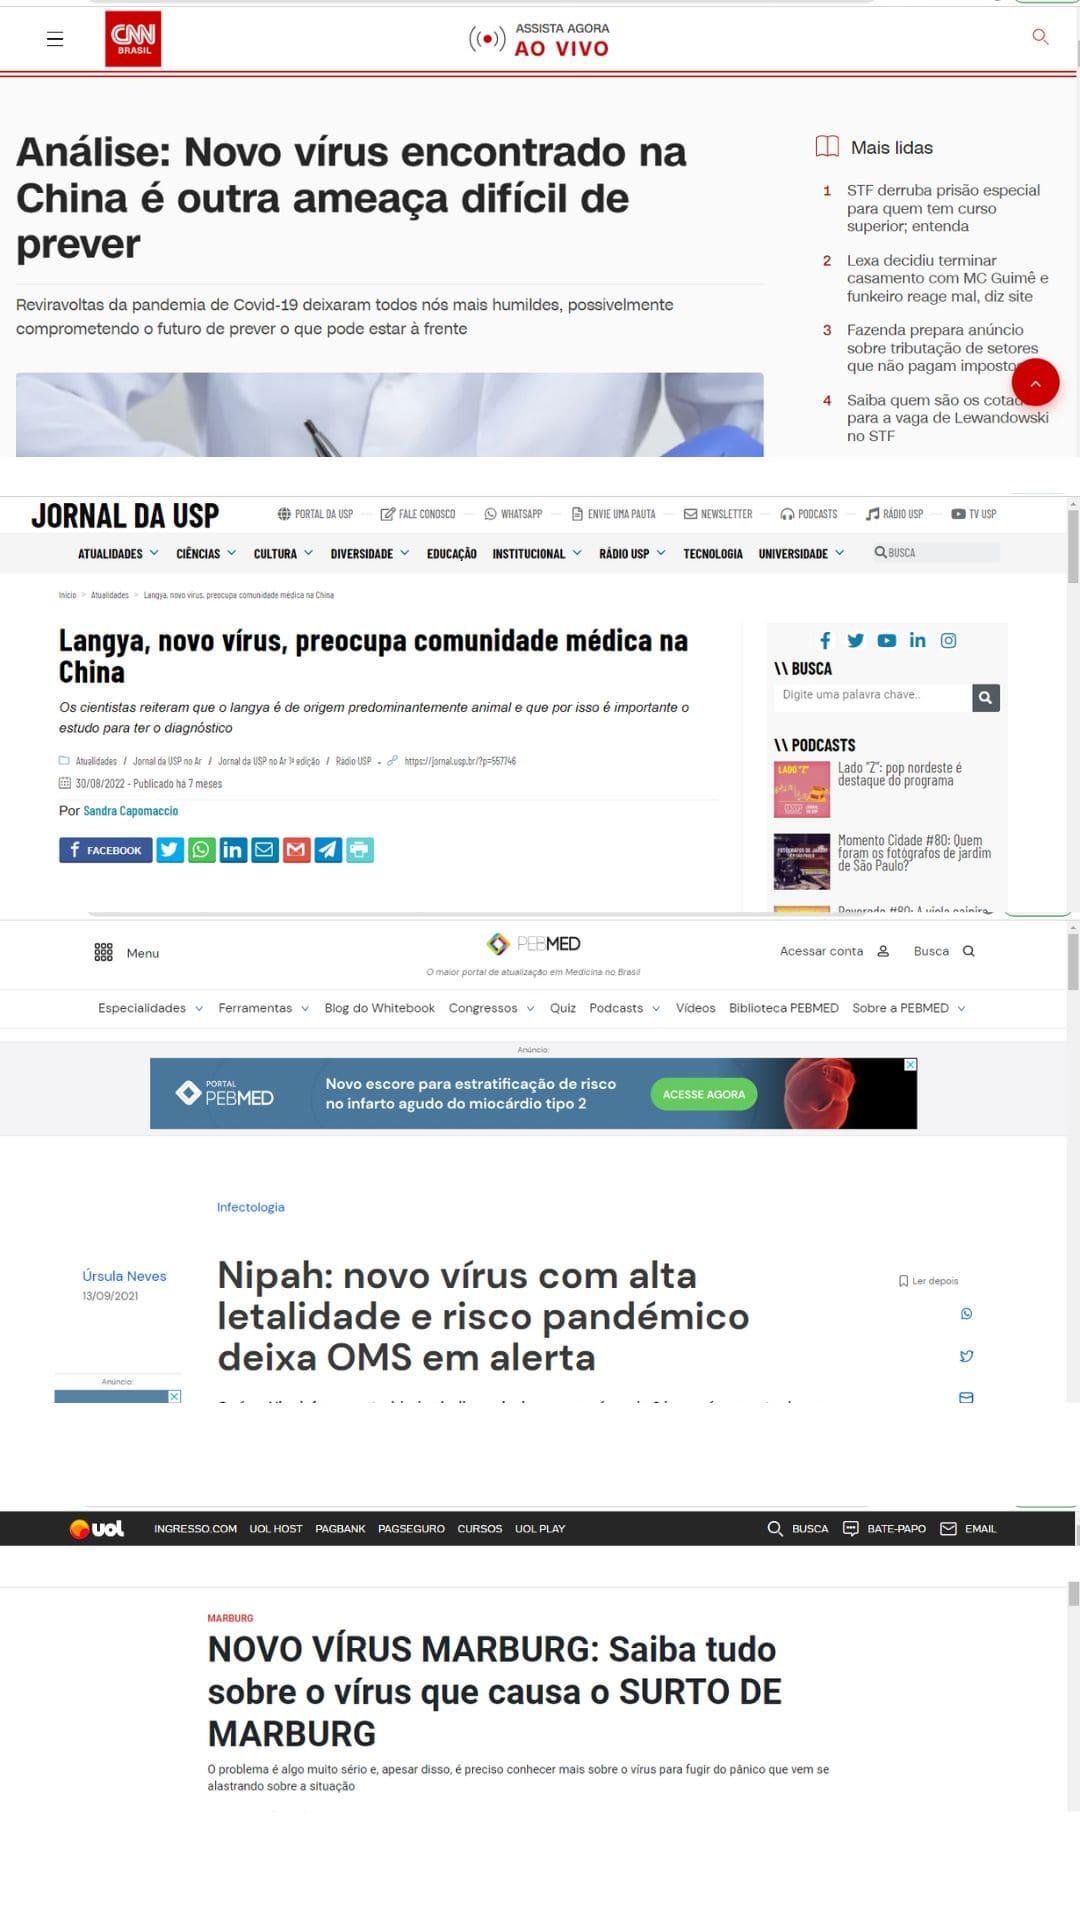 CNN
BRASIL
ASSISTA AGORA
AO VIVO
Análise: Novo vírus encontrado na
China é outra ameaça difícil de
prever
Reviravoltas da pandemia de Covid-19 deixaram todos nós mais humildes, possivelmente
comprometendo o futuro de prever o que pode estar à frente
Mais lidas
1 STF derruba prisão especial
para quem tem curso
superior; entenda
2 Lexa decidiu terminar
casamento com MC Guimê e
funkeiro reage mal, diz site
3 Fazenda prepara anúncio
sobre tributação de setores
que não pagam impostos
4 Saiba quem são os
para a vaga de Lewandowski
no STF
JORNAL DA USP
PORTAL DA USP FALE CONOSCO WHATSAPP ENVIE UMA PAUTA NEWSLETTER PODCASTS RÁDIO USP TV USP
ATUALIDADES CIÊNCIAS CULTURA DIVERSIDADE EDUCAÇÃO INSTITUCIONAL RÁDIO USP TECNOLOGIA UNIVERSIDADE BUSCA
Início > Atualidades > Langya, novo vírus, preocupa comunidade médica na China
Langya, novo vírus, preocupa comunidade médica na
China
Os cientistas reiteram que o langya é de origem predominantemente animal e que por isso é importante o
estudo para ter o diagnóstico
Atualidades / Jornal da USP no Ar / Jornal da USP no Ar 1ª edição / Rádio USP - https://jornal.usp.br/?p=557746
30/08/2022 - Publicado há 7 meses
Por Sandra Capomaccio
FACEBOOK
\\ BUSCA
Digite uma palavra chave..
\\ PODCASTS
LADO "Z"
Lado "Z": pop nordeste é
destaque do programa
Momento Cidade #80: Quem
foram os fotógrafos de jardim
de São Paulo?
Menu
PEBMED
O maior portal de atualização em Medicina no Brasil
Acessar conta Busca
Especialidades Ferramentas Blog do Whitebook Congressos Quiz Podcasts Vídeos Biblioteca PEBMED Sobre a PEBMED
Anúncio:
PORTAL
PEBMED
Novo escore para estratificação de risco
no infarto agudo do miocárdio tipo 2
ACESSE AGORA
Infectologia
Úrsula Neves
13/09/2021
Nipah: novo vírus com alta
letalidade e risco pandémico
deixa OMS em alerta
Ler depois
Anúncio:
UOL
INGRESSO.COM UOL HOST PAGBANK PAGSEGURO CURSOS UOL PLAY BUSCA BATE-PAPO EMAIL
MARBURG
NOVO VÍRUS MARBURG: Saiba tudo
sobre o vírus que causa o SURTO DE
MARBURG
O problema é algo muito sério e, apesar disso, é preciso conhecer mais sobre o vírus para fugir do pânico que vem se
alastrando sobre a situação